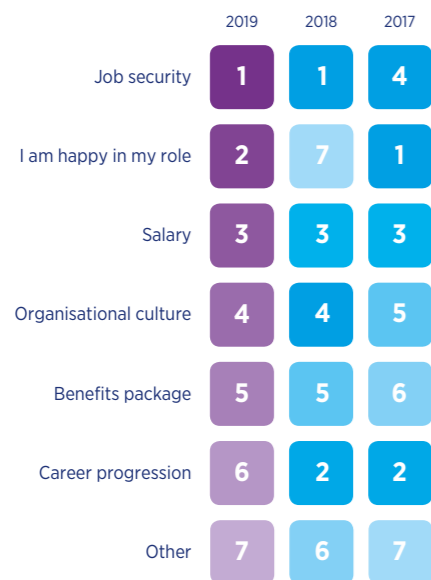 2019 2018 2017
Job security 1 1 4
I am happy in my role 2 7 1
Salary 3 3 3
Organisational culture 4 4 5
Benefits package 5 5 6
Career progression 6 2 2
Other 7 6 7